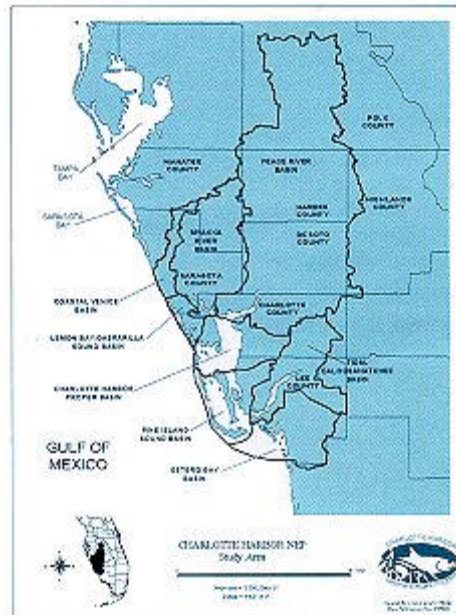 POLK
COUNTY
TAMPA
BAY
MANATEE
COUNTY
PEACE RIVER
BASIN
HIGHLANDS
COUNTY
SARASOTA
BAY
HARDEE
COUNTY
DE SOTO
COUNTY
MYAKKA
RIVER
BASIN
SARASOTA
COUNTY
COASTAL VENICE
BASIN
CHARLOTTE
COUNTY
LEMON BAY/GASPARILLA
SOUND BASIN
TIDAL
CALOOSAHATCHEE
BASIN
LEE
COUNTY
CHARLOTTE HARBOR
PROPER BASIN
PINE ISLAND
SOUND BASIN
GULF OF
MEXICO
ESTERO BAY
BASIN
CHARLOTTE HARBOR NEP
Study Area
CHARLOTTE HARBOR